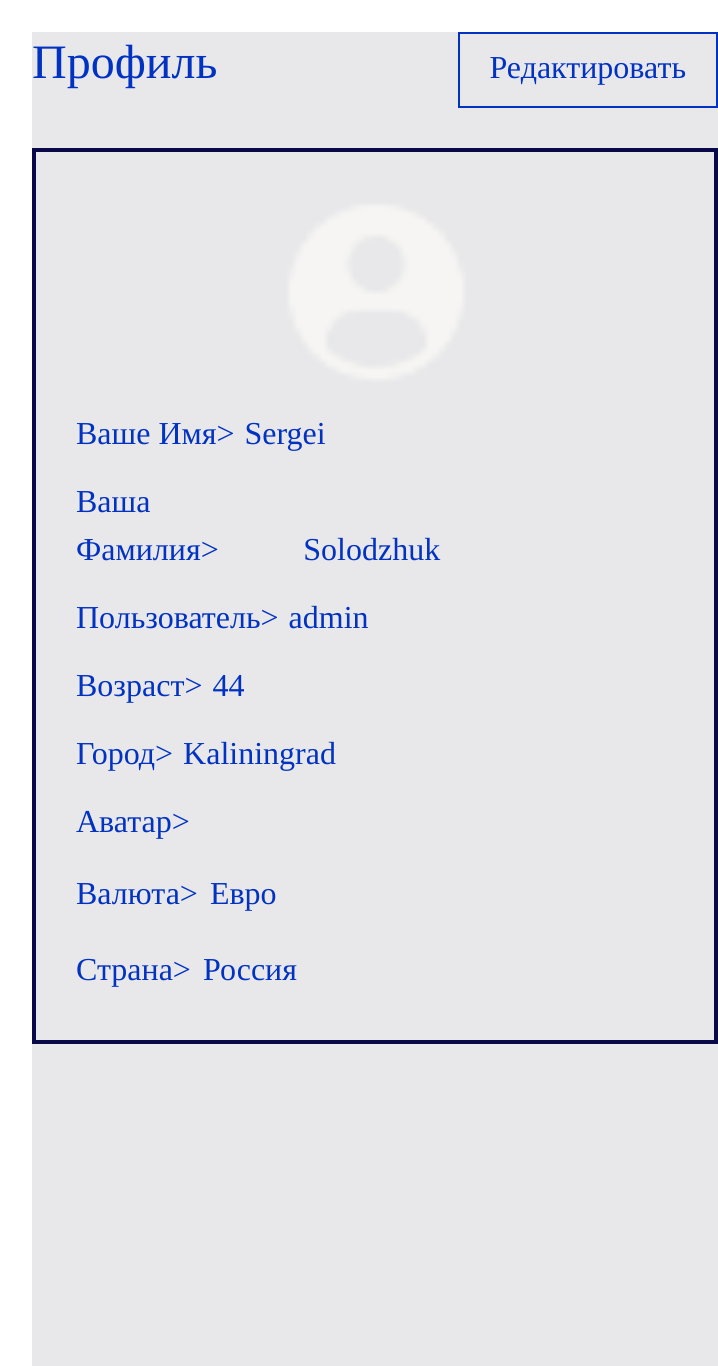 Профиль
Редактировать
Ваше Имя> Sergei
Ваша
Фамилия> Solodzhuk
Пользователь> admin
Возраст> 44
Город> Kaliningrad
Аватар>
Валюта> Евро
Страна> Россия